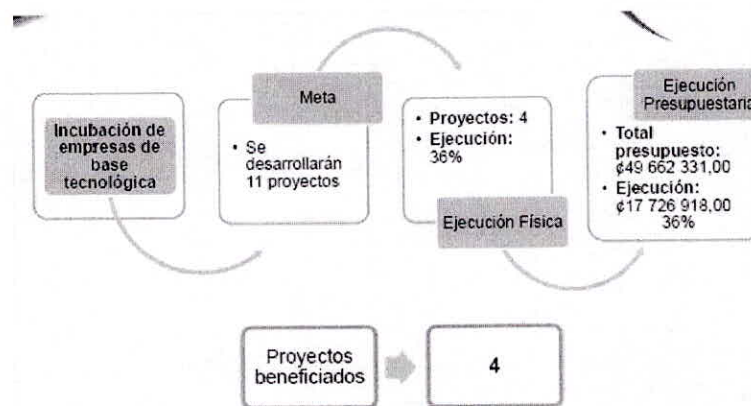 Incubación de
empresas de
base
tecnológica
Meta
• Se
desarrollarán
11 proyectos
• Proyectos: 4
• Ejecución:
36%
Ejecución Física
Ejecución
Presupuestaria
• Total
presupuesto:
¢49 662 331,00
• Ejecución:
¢17 726 918,00
36%
Proyectos
beneficiados
4